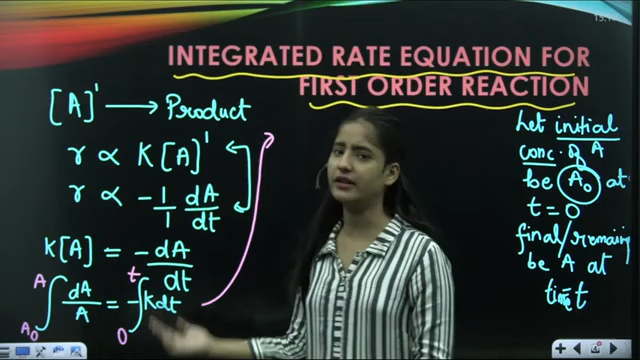 INTEGRATED RATE EQUATION FOR
FIRST ORDER REACTION
[A]¹ ⟶ Product
r ∝ K[A]¹
r ∝ -1/1 dA/dt
K[A] = -dA/dt
∫_{A₀}^{A} dA/A = -∫_{0}^{t} Kdt
Let initial
conc. of A
be A₀ at
t = 0
final/remaining
be A at
time t